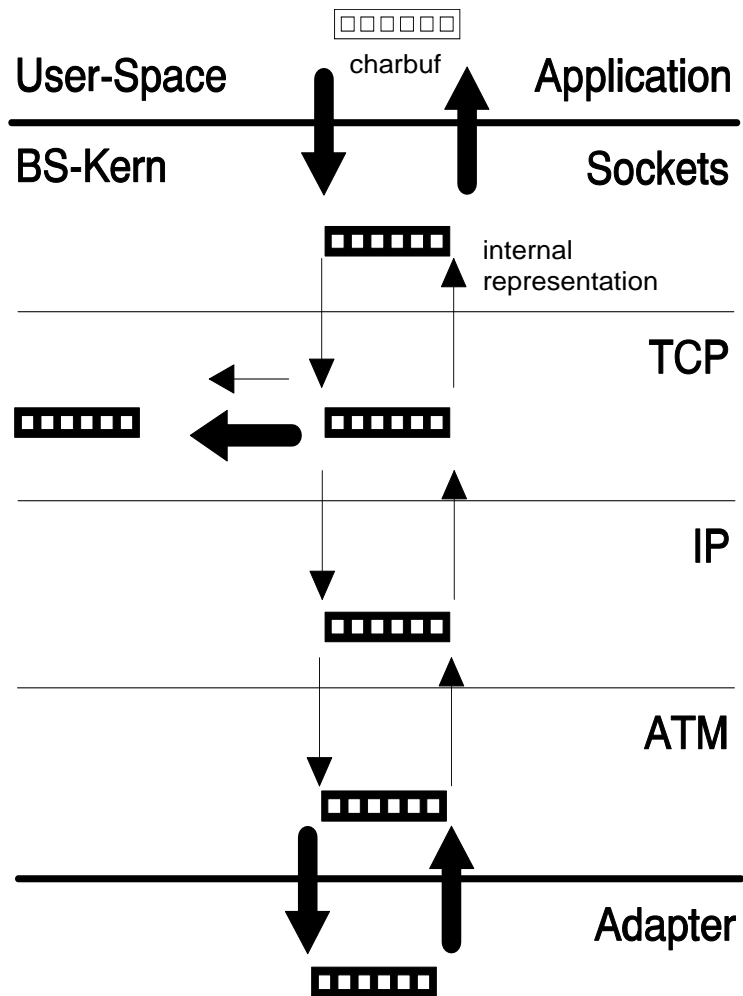 charbuf
User-Space
Application
BS-Kern
Sockets
internal
representation
TCP
IP
ATM
Adapter